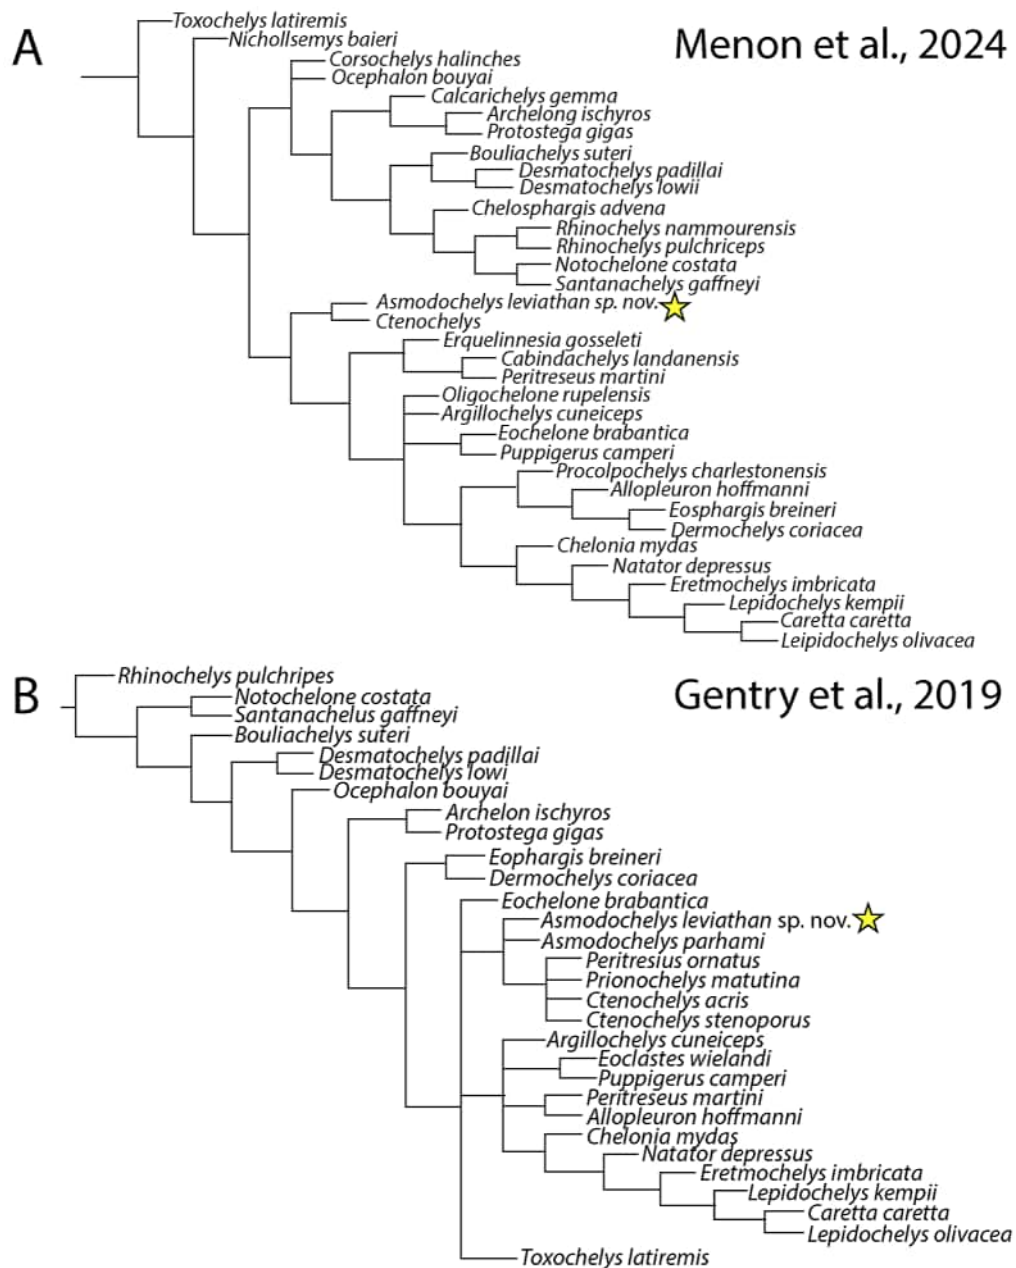 A
Menon et al., 2024
Toxochelys latiremis
Nichollsemys baieri
Corsochelys halinches
Ocephalon bouyai
Calcarichelys gemma
Archelong ischyros
Protostega gigas
Bouliachelys suteri
Desmatochelys padillai
Desmatochelys lowii
Chelosphargis advena
Rhinochelys nammourensis
Rhinochelys pulchriceps
Notochelone costata
Santanachelys gaffneyi
Asmodochelys leviathan sp. nov.
Ctenochelys
Erquelinnesia gosseleti
Cabindachelys landanensis
Peritreseus martini
Oligochelone rupelensis
Argillochelys cuneiceps
Eochelone brabantica
Puppigerus camperi
Procolpochelys charlestonensis
Allopleuron hoffmanni
Eosphargis breineri
Dermochelys coriacea
Chelonia mydas
Natator depressus
Eretmochelys imbricata
Lepidochelys kempii
Caretta caretta
Leipidochelys olivacea
B
Gentry et al., 2019
Rhinochelys pulchripes
Notochelone costata
Santanachelus gaffneyi
Bouliachelys suteri
Desmatochelys padillai
Desmatochelys lowi
Ocephalon bouyai
Archelon ischyros
Protostega gigas
Eophargis breineri
Dermochelys coriacea
Eochelone brabantica
Asmodochelys leviathan sp. nov.
Asmodochelys parhami
Peritresius ornatus
Prionochelys matutina
Ctenochelys acris
Ctenochelys stenoporus
Argillochelys cuneiceps
Eoclastes wielandi
Puppigerus camperi
Peritreseus martini
Allopleuron hoffmanni
Chelonia mydas
Natator depressus
Eretmochelys imbricata
Lepidochelys kempii
Caretta caretta
Lepidochelys olivacea
Toxochelys latiremis